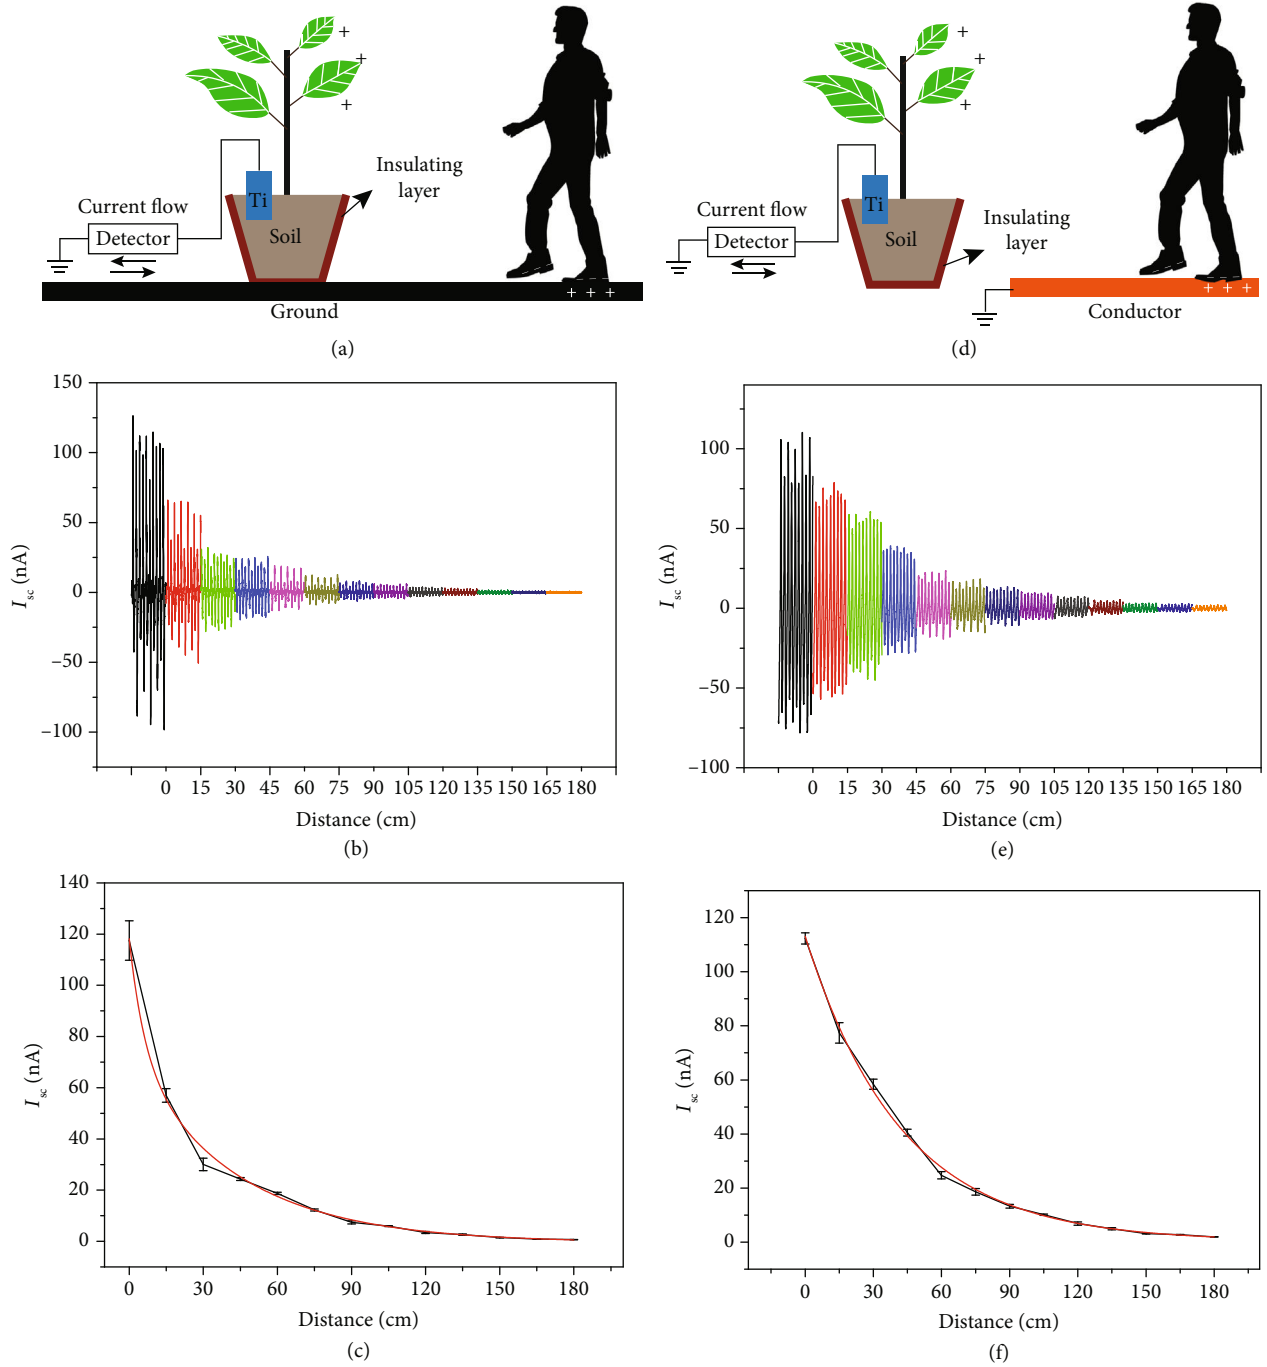 +
+
+
Insulating
layer
Ti
Current flow
Detector
Soil
+ + +
Ground
(a)
+
+
+
Ti
Current flow
Detector
Soil
Insulating
layer
+ + +
Conductor
(d)
150
100
50
0
−50
−100
I sc (nA)
0 15 30 45 60 75 90 105 120 135 150 165 180
Distance (cm)
(b)
100
50
0
−50
−100
I sc (nA)
0 15 30 45 60 75 90 105 120 135 150 165 180
Distance (cm)
(e)
140
120
100
80
60
40
20
0
I sc (nA)
0 30 60 90 120 150 180
Distance (cm)
(c)
120
100
80
60
40
20
0
I sc (nA)
0 30 60 90 120 150 180
Distance (cm)
(f)